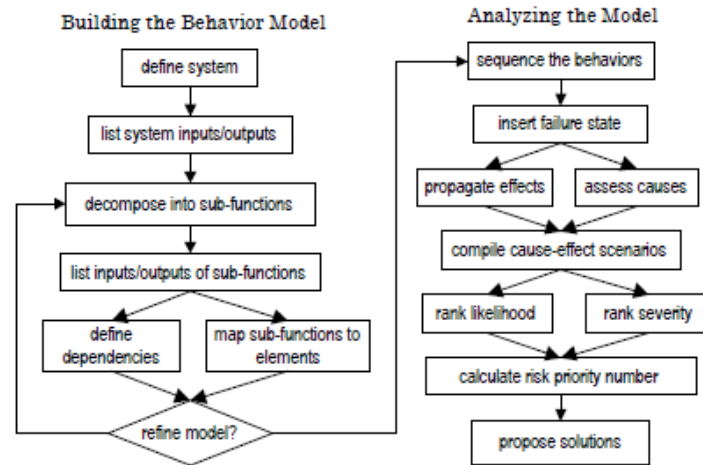 Building the Behavior Model
define system
list system inputs/outputs
decompose into sub-functions
list inputs/outputs of sub-functions
define
dependencies
map sub-functions to
elements
refine model?
Analyzing the Model
sequence the behaviors
insert failure state
propagate effects
assess causes
compile cause-effect scenarios
rank likelihood
rank severity
calculate risk priority number
propose solutions